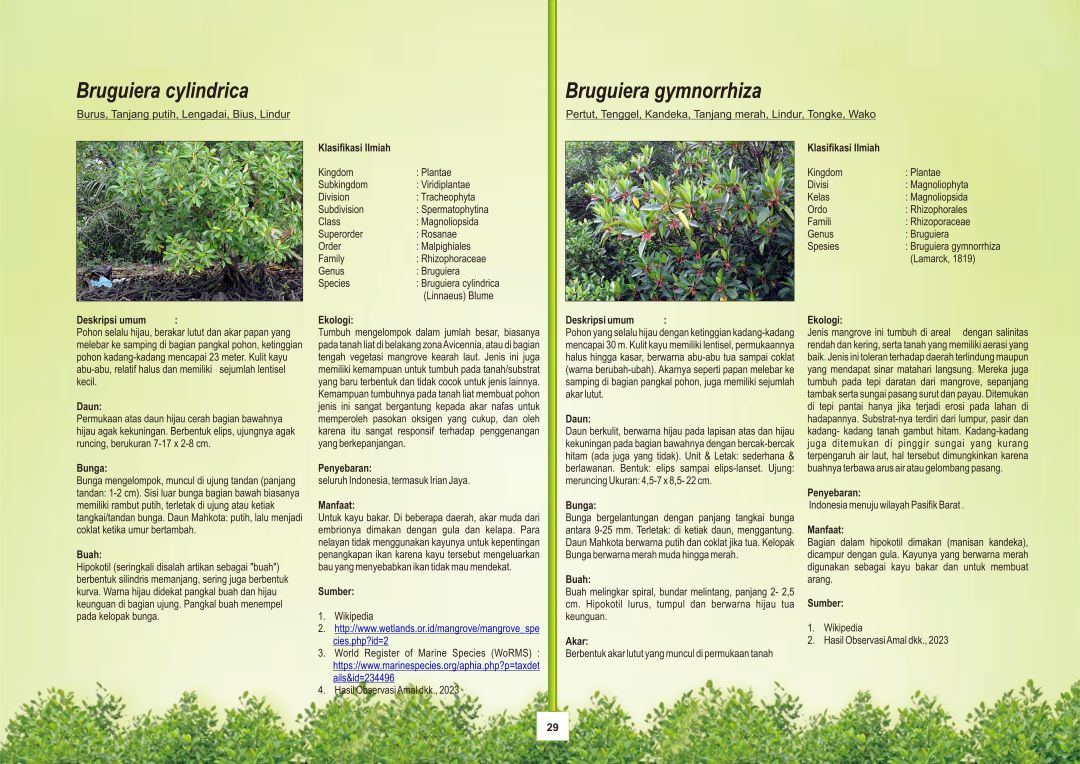 Bruguiera cylindrica
Burus, Tanjang putih, Lengadai, Bius, Lindur
Klasifikasi Ilmiah
Kingdom : Plantae
Subkingdom : Viridiplantae
Division : Tracheophyta
Subdivision : Spermatophytina
Class : Magnoliopsida
Superorder : Rosanae
Order : Malpighiales
Family : Rhizophoraceae
Genus : Bruguiera
Species : Bruguiera cylindrica
(Linnaeus) Blume
Deskripsi umum :
Pohon selalu hijau, berakar lutut dan akar papan yang
melebar ke samping di bagian pangkal pohon, ketinggian
pohon kadang-kadang mencapai 23 meter. Kulit kayu
abu-abu, relatif halus dan memiliki sejumlah lentisel
kecil.
Daun:
Permukaan atas daun hijau cerah bagian bawahnya
hijau agak kekuningan. Berbentuk elips, ujungnya agak
runcing, berukuran 7-17 x 2-8 cm.
Bunga:
Bunga mengelompok, muncul di ujung tandan (panjang
tandan: 1-2 cm). Sisi luar bunga bagian bawah biasanya
memiliki rambut putih, terletak di ujung atau ketiak
tangkai/tandan bunga. Daun Mahkota: putih, lalu menjadi
coklat ketika umur bertambah.
Buah:
Hipokotil (seringkali disalah artikan sebagai "buah")
berbentuk silindris memanjang, sering juga berbentuk
kurva. Warna hijau didekat pangkal buah dan hijau
keunguan di bagian ujung. Pangkal buah menempel
pada kelopak bunga.
Ekologi:
Tumbuh mengelompok dalam jumlah besar, biasanya
pada tanah liat di belakang zona Avicennia, atau di bagian
tengah vegetasi mangrove kearah laut. Jenis ini juga
memiliki kemampuan untuk tumbuh pada tanah/substrat
yang baru terbentuk dan tidak cocok untuk jenis lainnya.
Kemampuan tumbuhnya pada tanah liat membuat pohon
jenis ini sangat bergantung kepada akar nafas untuk
memperoleh pasokan oksigen yang cukup, dan oleh
karena itu sangat responsif terhadap penggenangan
yang berkepanjangan.
Penyebaran:
seluruh Indonesia, termasuk Irian Jaya.
Manfaat:
Untuk kayu bakar. Di beberapa daerah, akar muda dari
embrionya dimakan dengan gula dan kelapa. Para
nelayan tidak menggunakan kayunya untuk kepentingan
penangkapan ikan karena kayu tersebut mengeluarkan
bau yang menyebabkan ikan tidak mau mendekat.
Sumber:
1. Wikipedia
2. http://www.wetlands.or.id/mangrove/mangrove_spe
cies.php?id=2
3. World Register of Marine Species (WoRMS) :
https://www.marinespecies.org/aphia.php?p=taxdet
ails&id=234496
4. Hasil Observasi Amal dkk., 2023
Bruguiera gymnorrhiza
Pertut, Tenggel, Kandeka, Tanjang merah, Lindur, Tongke, Wako
Klasifikasi Ilmiah
Kingdom : Plantae
Divisi : Magnoliophyta
Kelas : Magnoliopsida
Ordo : Rhizophorales
Famili : Rhizoporaceae
Genus : Bruguiera
Spesies : Bruguiera gymnorrhiza
(Lamarck, 1819)
Deskripsi umum :
Pohon yang selalu hijau dengan ketinggian kadang-kadang
mencapai 30 m. Kulit kayu memiliki lentisel, permukaannya
halus hingga kasar, berwarna abu-abu tua sampai coklat
(warna berubah-ubah). Akarnya seperti papan melebar ke
samping di bagian pangkal pohon, juga memiliki sejumlah
akar lutut.
Daun:
Daun berkulit, berwarna hijau pada lapisan atas dan hijau
kekuningan pada bagian bawahnya dengan bercak-bercak
hitam (ada juga yang tidak). Unit & Letak: sederhana &
berlawanan. Bentuk: elips sampai elips-lanset. Ujung:
meruncing Ukuran: 4,5-7 x 8,5- 22 cm.
Bunga:
Bunga bergelantungan dengan panjang tangkai bunga
antara 9-25 mm. Terletak: di ketiak daun, menggantung.
Daun Mahkota berwarna putih dan coklat jika tua. Kelopak
Bunga berwarna merah muda hingga merah.
Buah:
Buah melingkar spiral, bundar melintang, panjang 2- 2,5
cm. Hipokotil lurus, tumpul dan berwarna hijau tua
keunguan.
Akar:
Berbentuk akar lutut yang muncul di permukaan tanah
Ekologi:
Jenis mangrove ini tumbuh di areal dengan salinitas
rendah dan kering, serta tanah yang memiliki aerasi yang
baik. Jenis ini toleran terhadap daerah terlindung maupun
yang mendapat sinar matahari langsung. Mereka juga
tumbuh pada tepi daratan dari mangrove, sepanjang
tambak serta sungai pasang surut dan payau. Ditemukan
di tepi pantai hanya jika terjadi erosi pada lahan di
hadapannya. Substrat-nya terdiri dari lumpur, pasir dan
kadang- kadang tanah gambut hitam. Kadang-kadang
juga ditemukan di pinggir sungai yang kurang
terpengaruh air laut, hal tersebut dimungkinkan karena
buahnya terbawa arus air atau gelombang pasang.
Penyebaran:
Indonesia menuju wilayah Pasifik Barat .
Manfaat:
Bagian dalam hipokotil dimakan (manisan kandeka),
dicampur dengan gula. Kayunya yang berwarna merah
digunakan sebagai kayu bakar dan untuk membuat
arang.
Sumber:
1. Wikipedia
2. Hasil Observasi Amal dkk., 2023
29